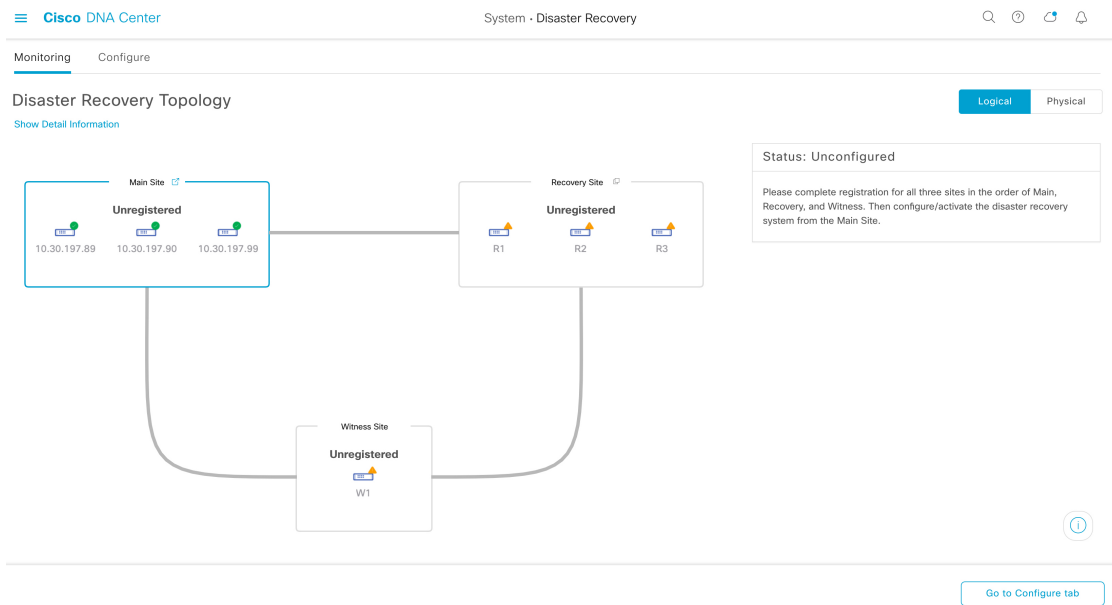 Cisco DNA Center
System · Disaster Recovery
Monitoring
Configure
Disaster Recovery Topology
Logical
Physical
Show Detail Information
Status: Unconfigured
Please complete registration for all three sites in the order of Main,
Recovery, and Witness. Then configure/activate the disaster recovery
system from the Main Site.
Main Site
Unregistered
10.30.197.89
10.30.197.90
10.30.197.99
Recovery Site
Unregistered
R1
R2
R3
Witness Site
Unregistered
W1
Go to Configure tab